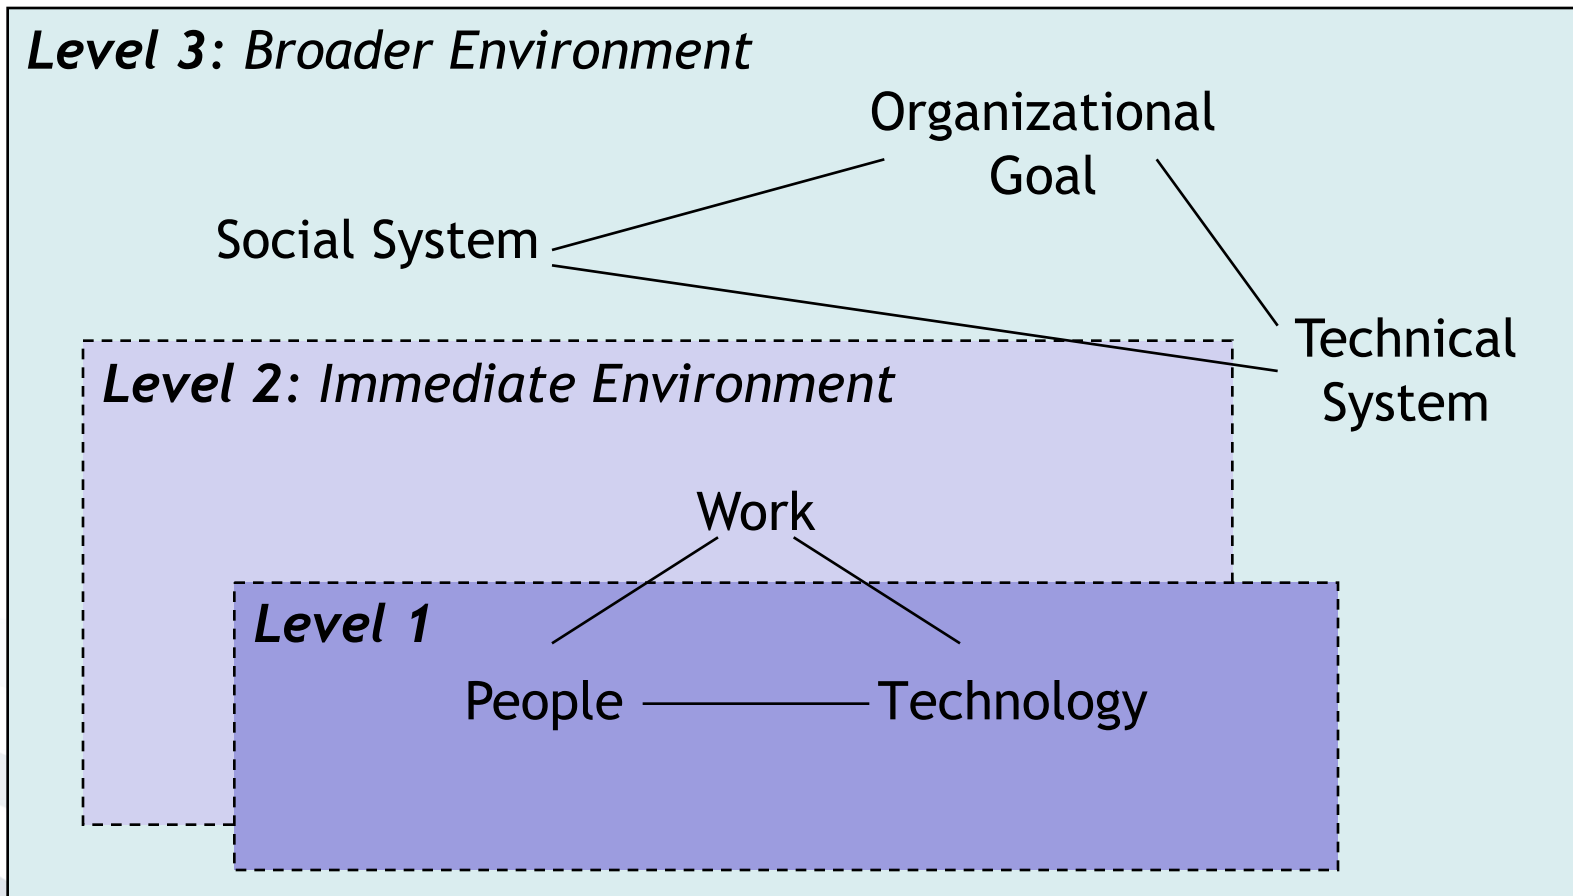 Level 3: Broader Environment
Organizational
Goal
Social System
Technical
System
Level 2: Immediate Environment
Work
Level 1
People
Technology